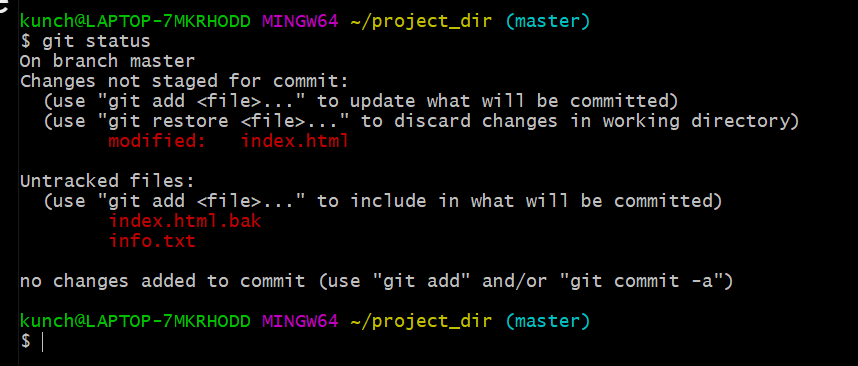 e
kunch@LAPTOP-7MKRHODD MINGW64 ~/project_dir (master)
$ git status
On branch master
Changes not staged for commit:
  (use "git add <file>..." to update what will be committed)
  (use "git restore <file>..." to discard changes in working directory)
        modified:   index.html

Untracked files:
  (use "git add <file>..." to include in what will be committed)
        index.html.bak
        info.txt

no changes added to commit (use "git add" and/or "git commit -a")

kunch@LAPTOP-7MKRHODD MINGW64 ~/project_dir (master)
$